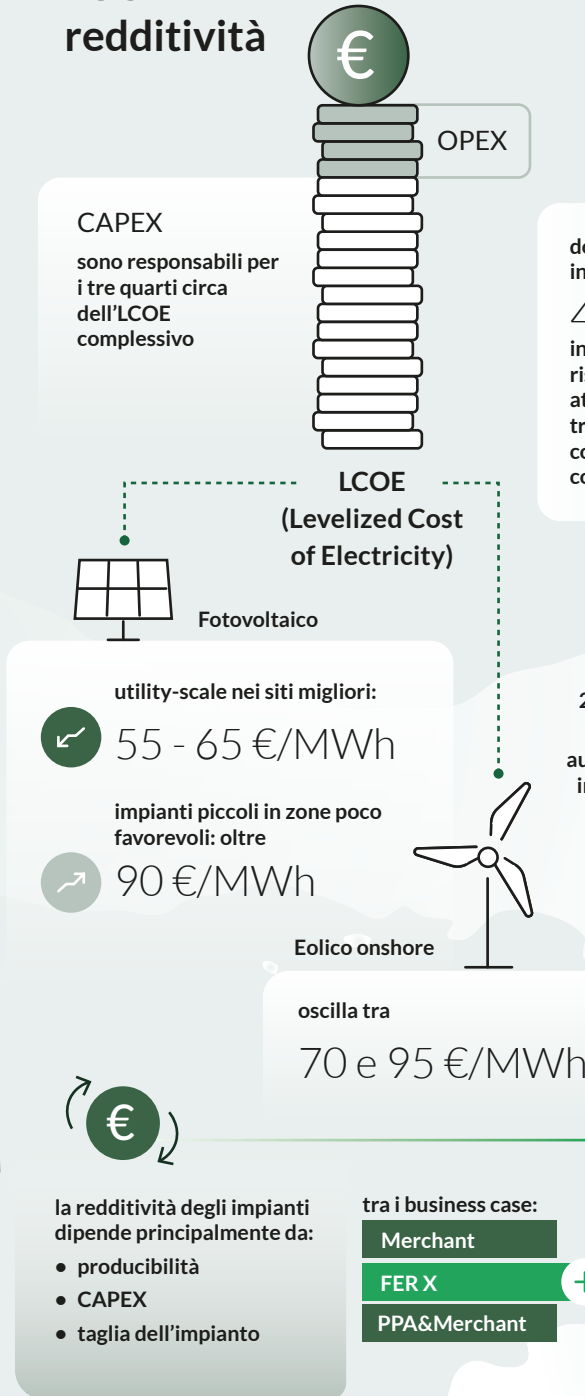 redditività
€
OPEX
CAPEX
sono responsabili per
i tre quarti circa
dell'LCOE
complessivo
LCOE
(Levelized Cost
of Electricity)
Fotovoltaico
utility-scale nei siti migliori:
55 - 65 €/MWh
impianti piccoli in zone poco
favorevoli: oltre
90 €/MWh
Eolico onshore
oscilla tra
70 e 95 €/MWh
€
la redditività degli impianti
dipende principalmente da:
• producibilità
• CAPEX
• taglia dell'impianto
tra i business case:
Merchant
FER X
PPA&Merchant